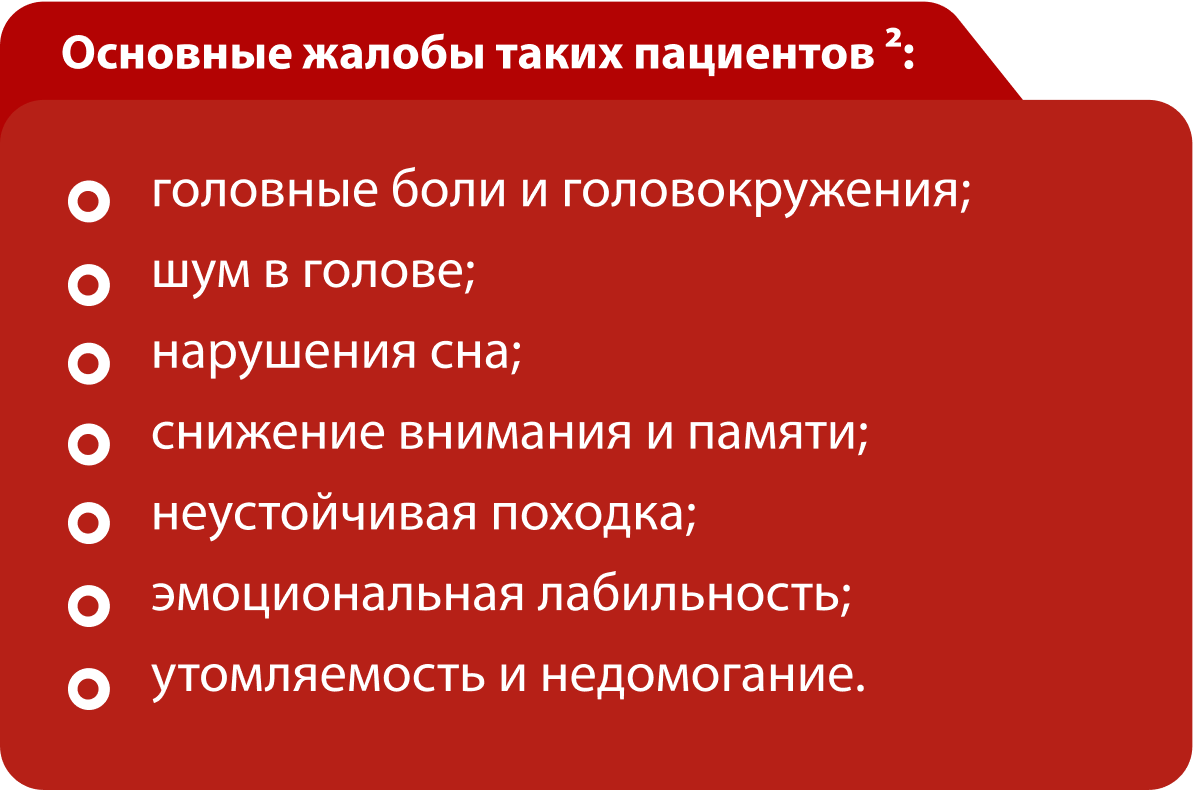 Основные жалобы таких пациентов ²:
головные боли и головокружения;
шум в голове;
нарушения сна;
снижение внимания и памяти;
неустойчивая походка;
эмоциональная лабильность;
утомляемость и недомогание.